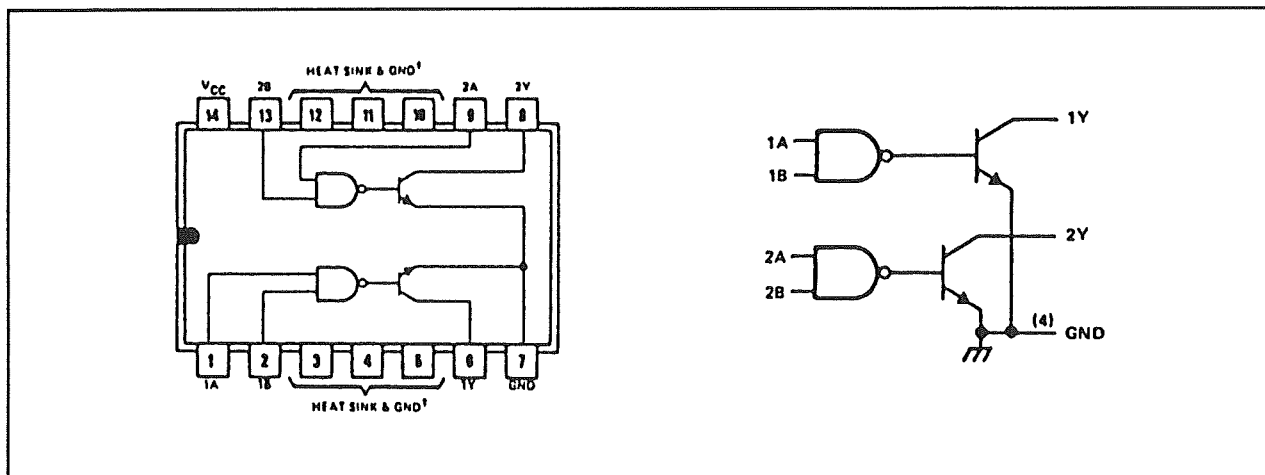 HEAT SINK & GND†
VCC 2B 2A 2Y
14 13 12 11 10 9 8
1 2 3 4 5 6 7
1A 1B 1Y GND
HEAT SINK & GND†
1Y
1A
1B
2Y
2A
2B
(4) GND